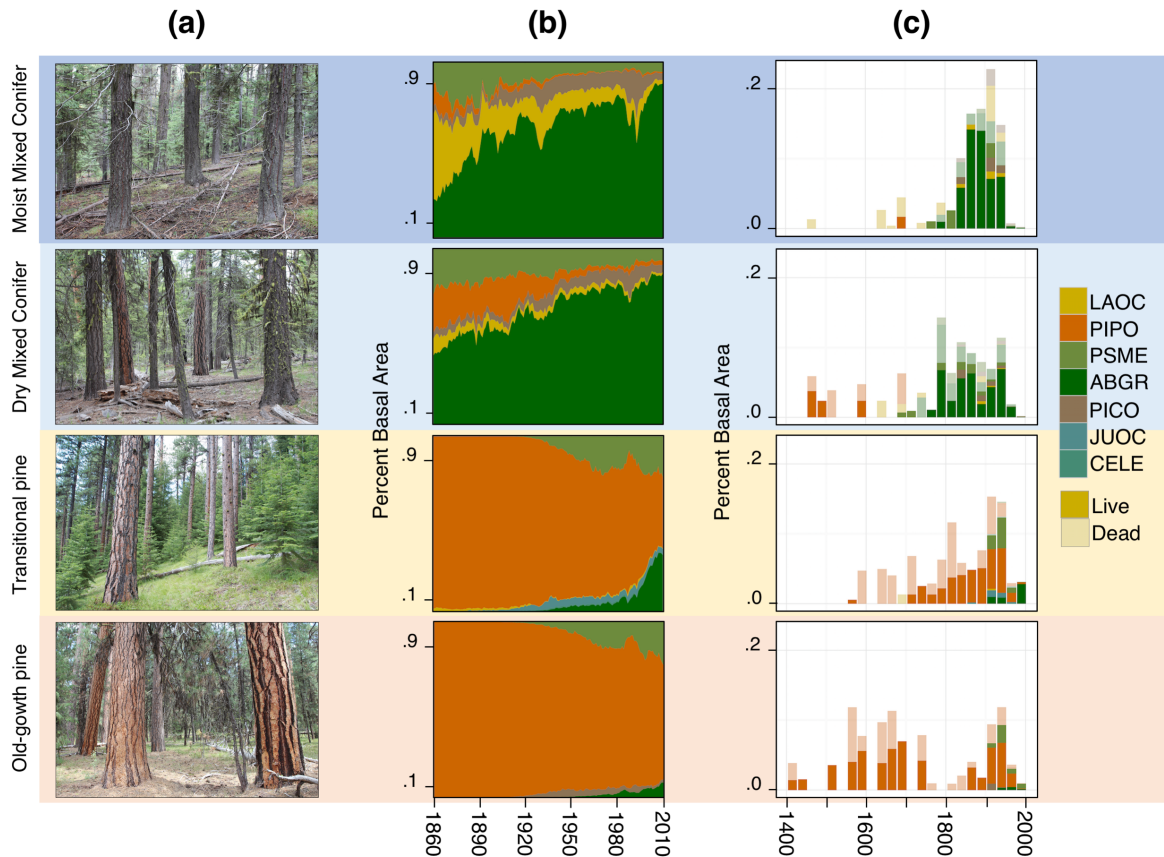 (a) (b) (c)
Moist Mixed Conifer
.9
.1
.2
.0
Dry Mixed Conifer
.9
.1
.2
.0
Percent Basal Area
Percent Basal Area
LAOC
PIPO
PSME
ABGR
PICO
JUOC
CELE
Live
Dead
Transitional pine
.9
.1
.2
.0
Old-gowth pine
.9
.1
.2
.0
1860 1890 1920 1950 1980 2010
1400 1600 1800 2000